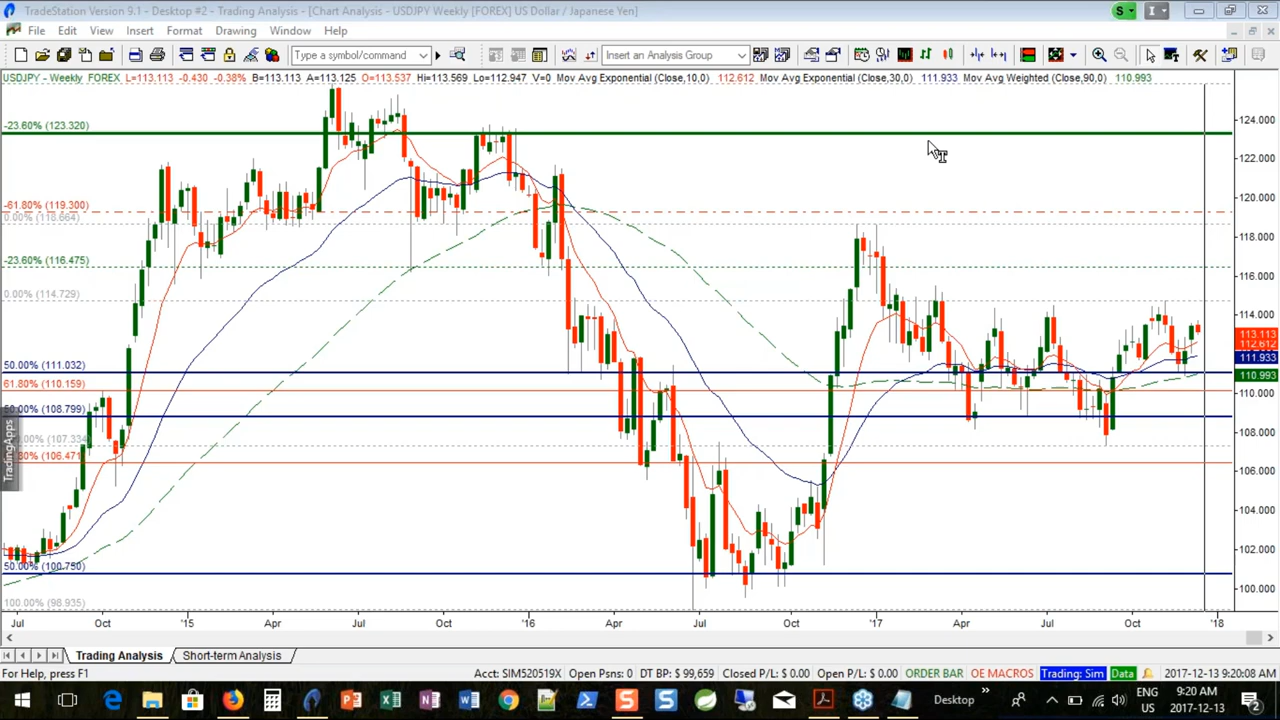 TradeStation Version 9.1 - Desktop #2 - Trading Analysis - [Chart Analysis - USDJPY Weekly [FOREX] US Dollar / Japanese Yen]
S
I
File Edit View Insert Format Drawing Window Help
Type a symbol/command
Insert an Analysis Group
USDJPY - Weekly FOREX L=113.113 -0.430 -0.38% B=113.113 A=113.125 O=113.537 Hi=113.569 Lo=112.947 V=0 Mov Avg Exponential (Close,10,0) 112.612 Mov Avg Exponential (Close,30,0) 111.933 Mov Avg Weighted (Close,90,0) 110.993
-23.60% (123.320)
-61.80% (119.300)
0.00% (118.664)
-23.60% (116.475)
0.00% (114.729)
50.00% (111.032)
61.80% (110.159)
50.00% (108.799)
00.00% (107.334)
.80% (106.471)
50.00% (100.750)
100.00% (98.935)
TradingApps
124.000
122.000
120.000
118.000
116.000
114.000
113.113
112.612
111.933
110.993
110.000
108.000
106.000
104.000
102.000
100.000
Jul Oct '15 Apr Jul Oct '16 Apr Jul Oct '17 Apr Jul Oct '18
Trading Analysis Short-term Analysis
For Help, press F1 Acct: SIM520519X Open Psns: 0 DT BP: $ 99,659 Closed P/L: $ 0.00 Open P/L: $ 0.00 ORDER BAR OE MACROS Trading: Sim Data 2017-12-13 9:20:08 AM
Desktop
ENG
US
9:20 AM
2017-12-13
2